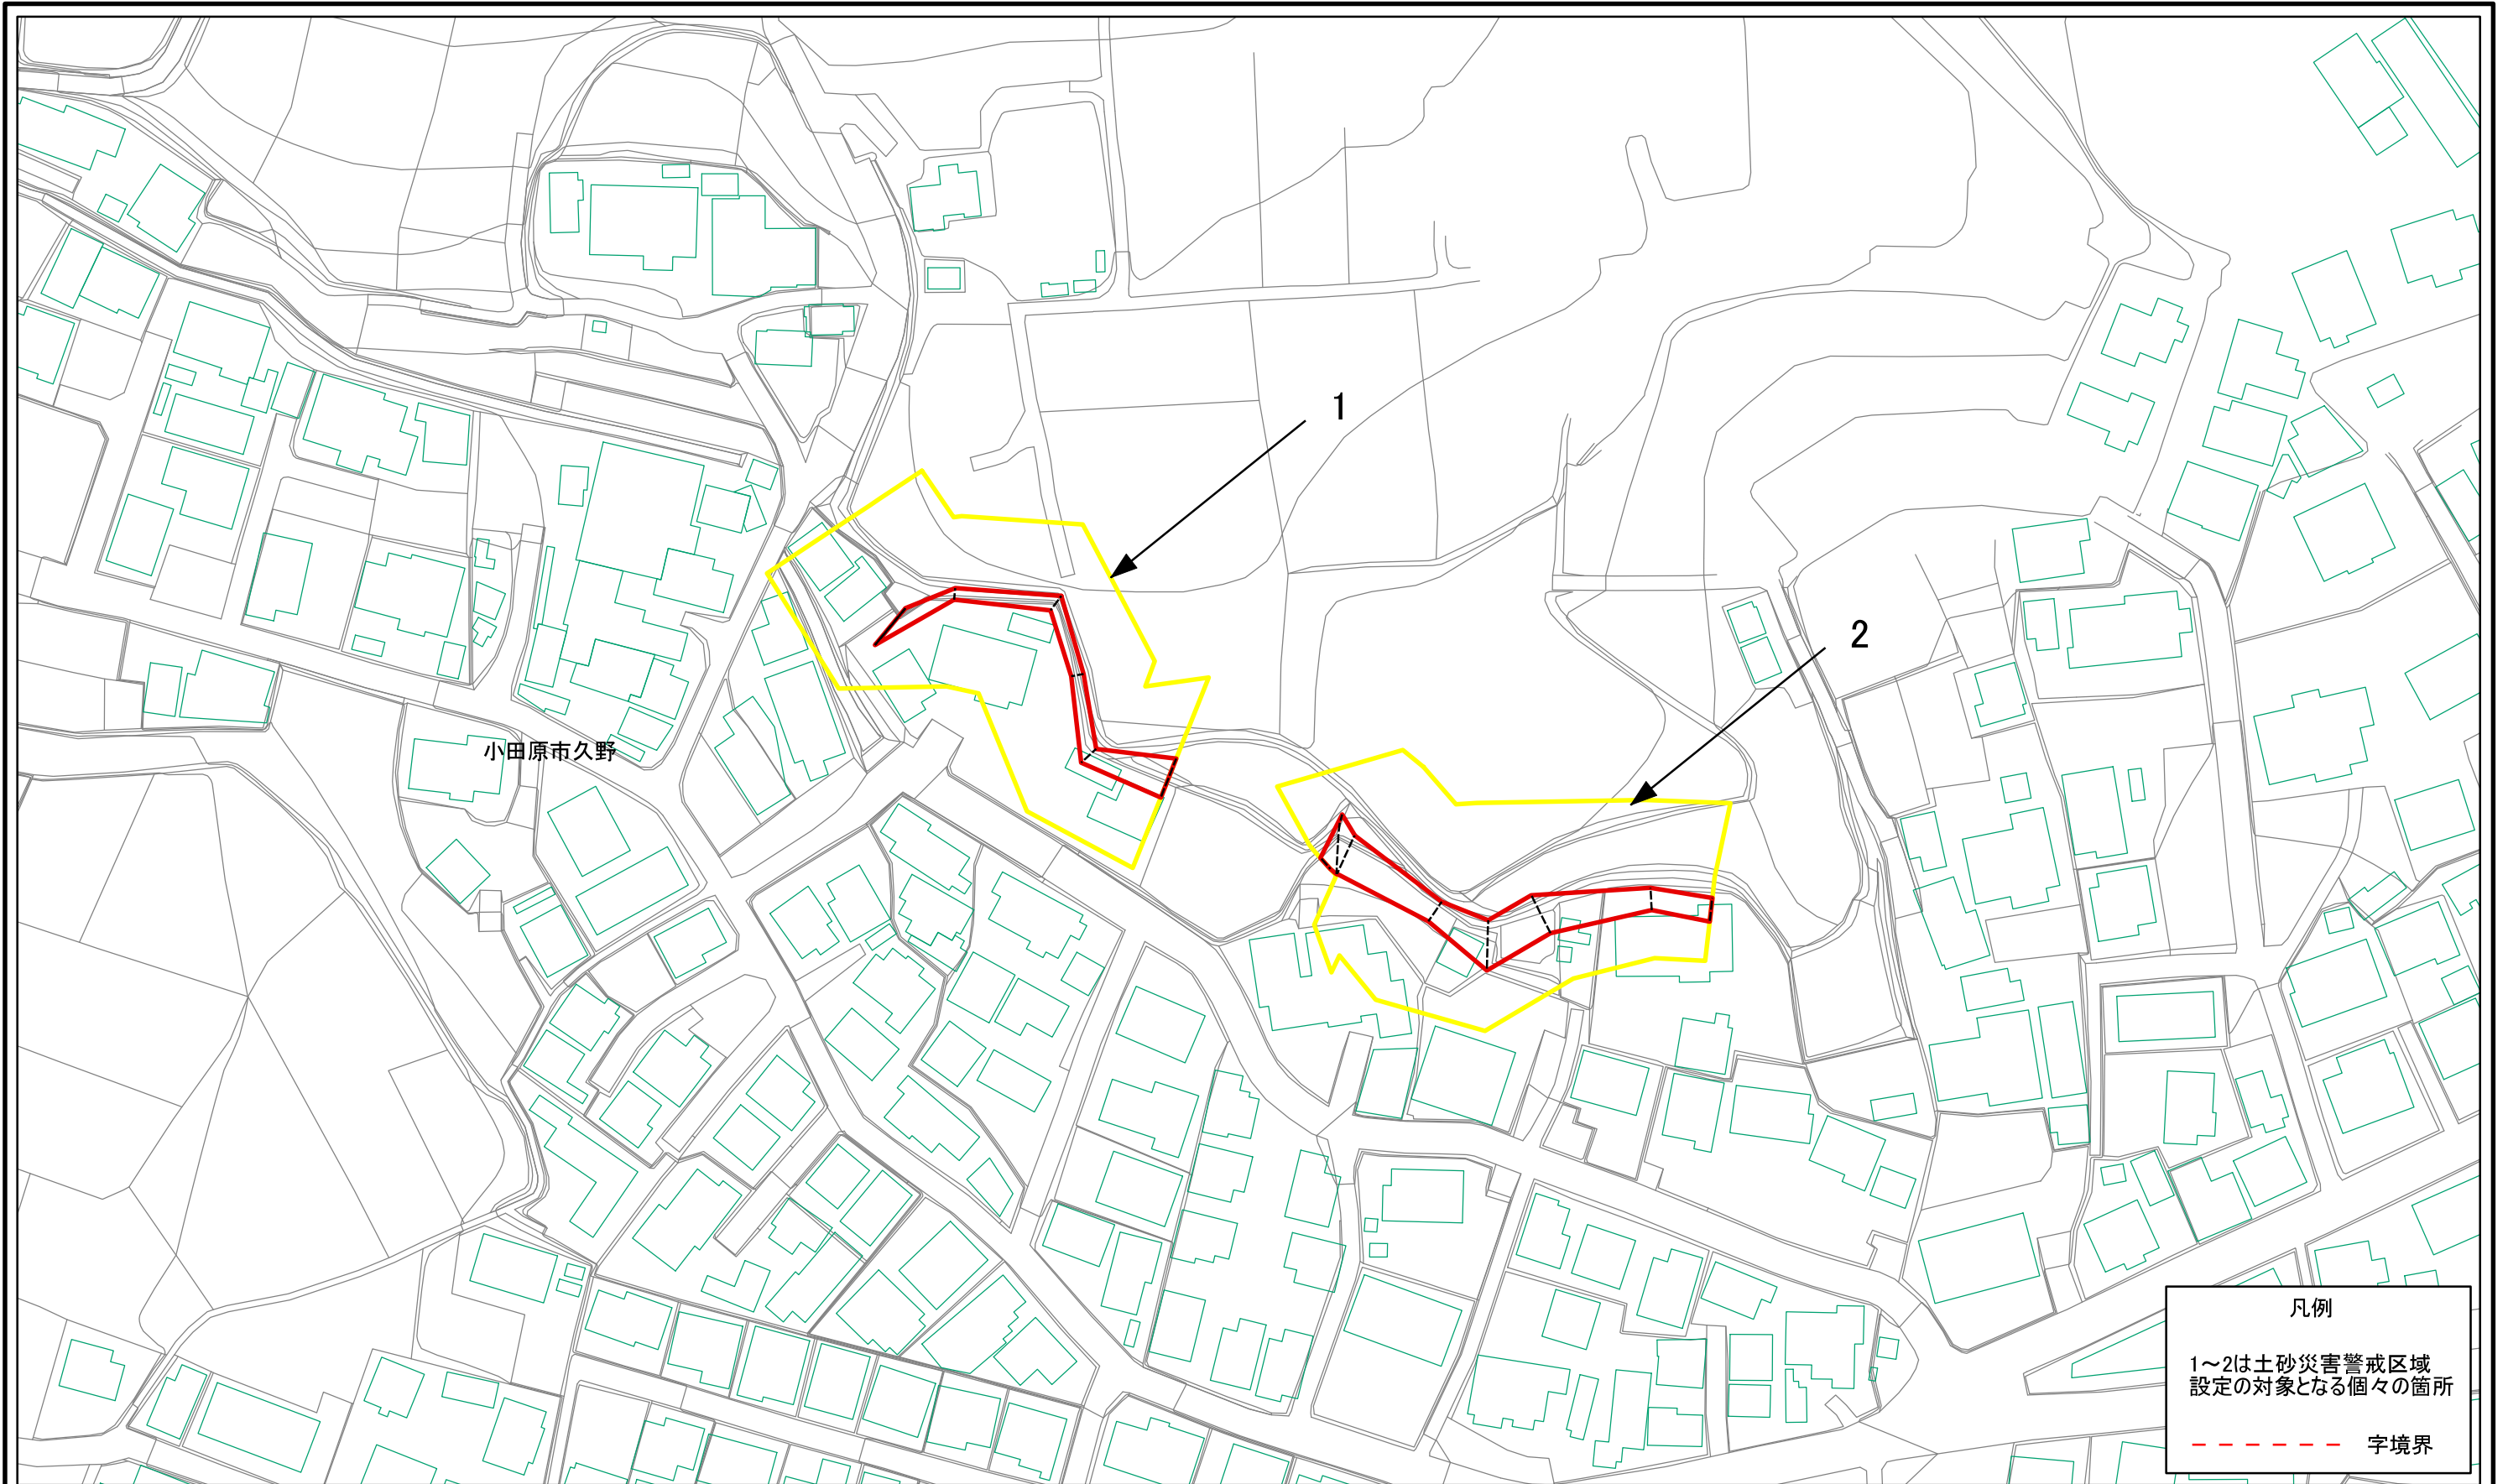 1
2
小田原市久野
凡例
1～2は土砂災害警戒区域
設定の対象となる個々の箇所
字境界